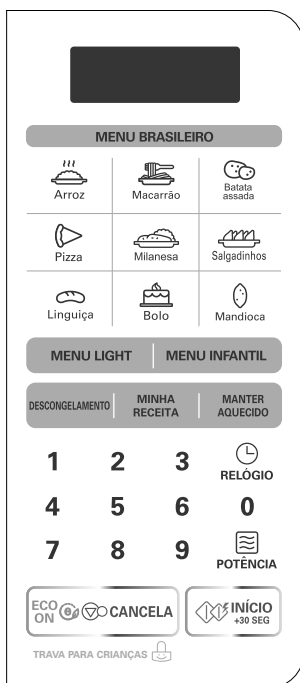 MENU BRASILEIRO
Arroz
Macarrão
Batata
assada
Pizza
Milanesa
Salgadinhos
Linguiça
Bolo
Mandioca
MENU LIGHT
MENU INFANTIL
DESCONGELAMENTO
MINHA
RECEITA
MANTER
AQUECIDO
1 2 3
RELÓGIO
4 5 6 0
7 8 9
POTÊNCIA
ECO
ON
CANCELA
INÍCIO
+30 SEG
TRAVA PARA CRIANÇAS